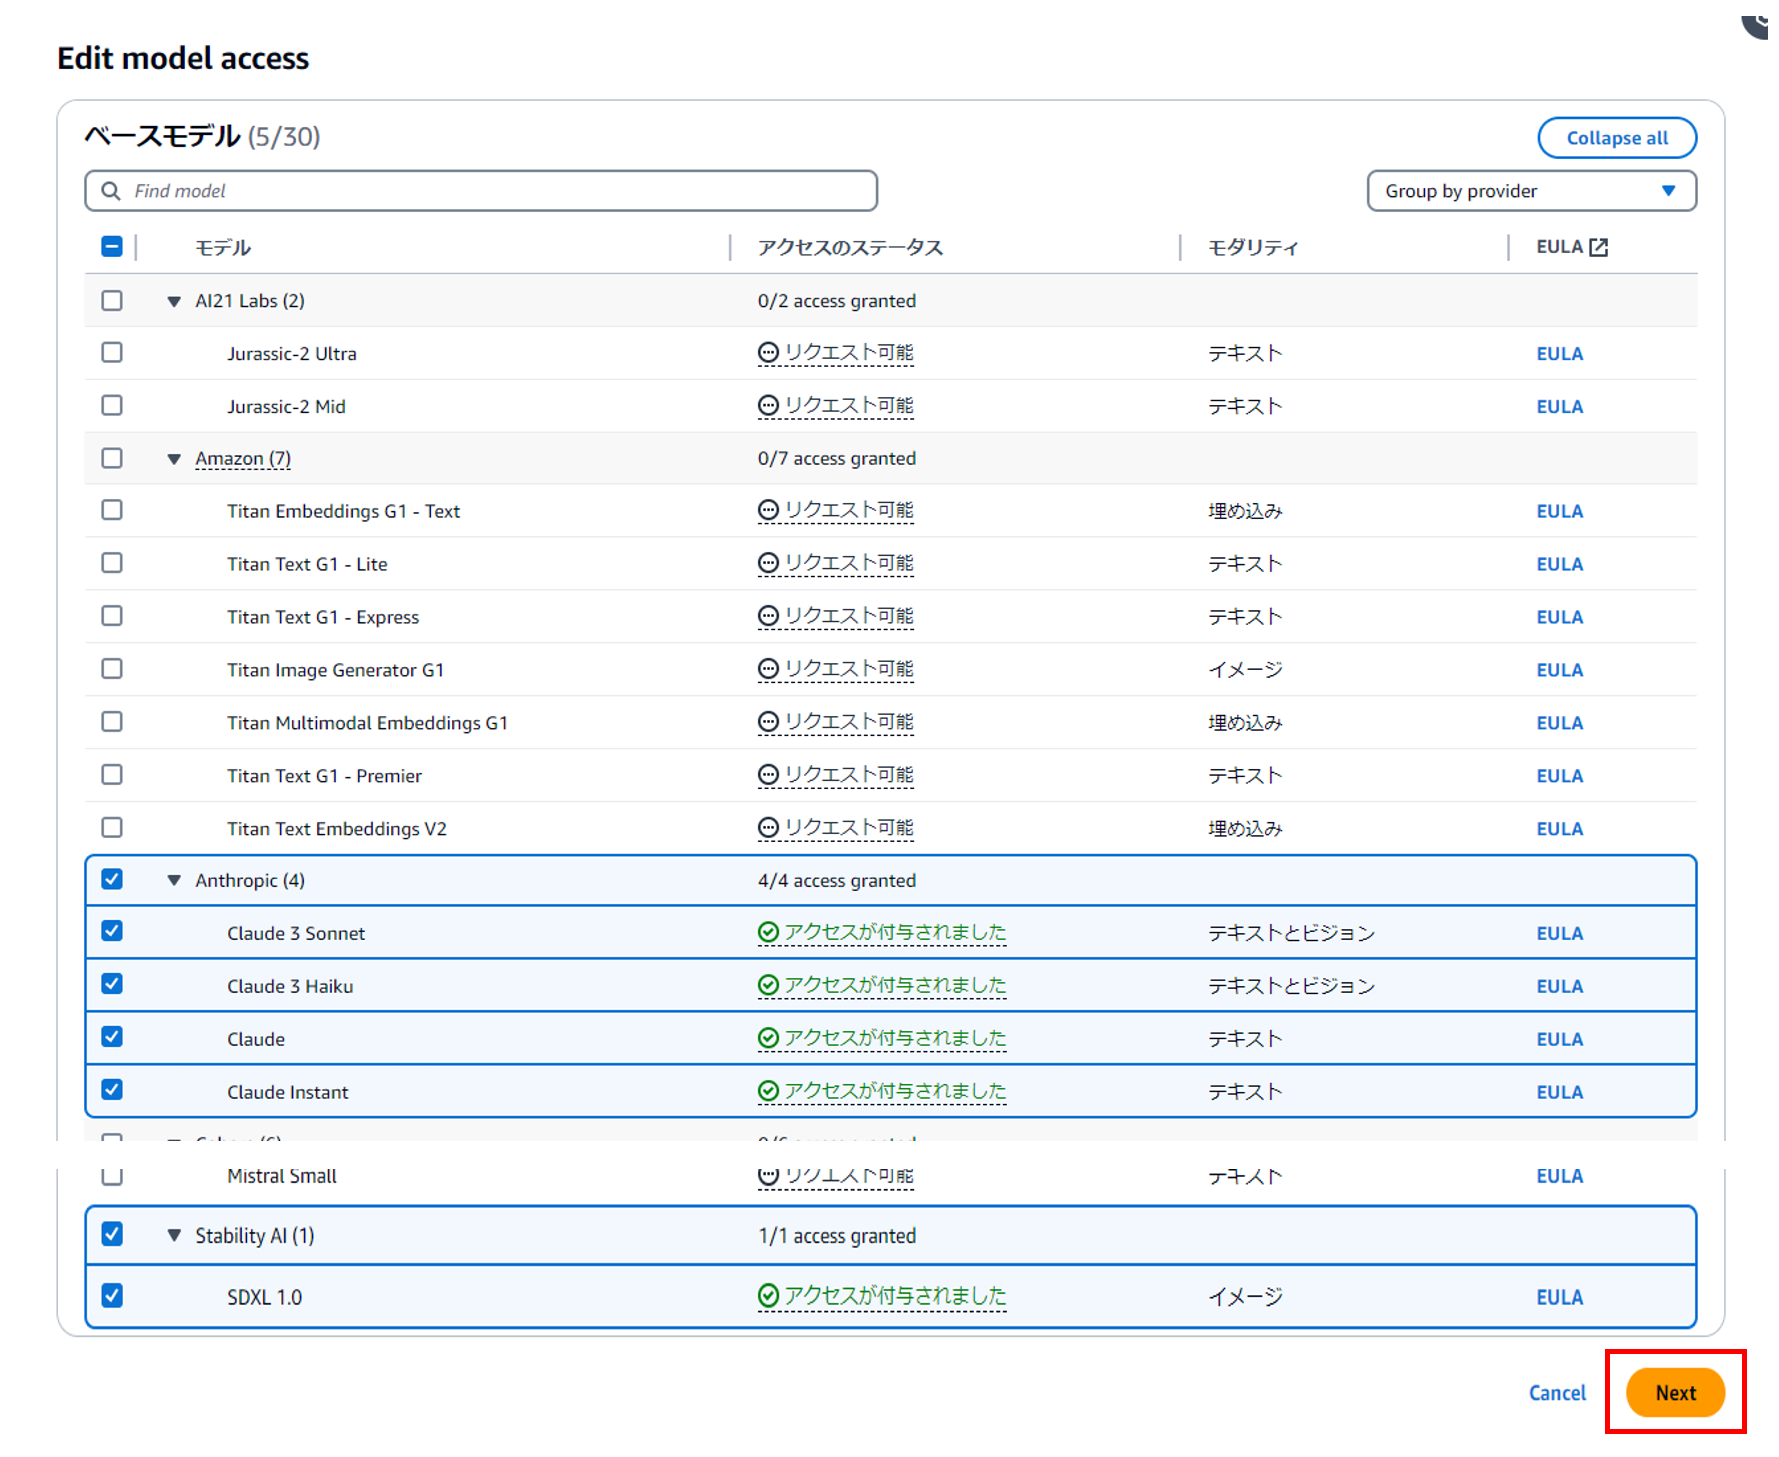 Edit model access
ベースモデル (5/30)
Collapse all
Find model
Group by provider
モデル アクセスのステータス モダリティ EULA
AI21 Labs (2) 0/2 access granted
Jurassic-2 Ultra リクエスト可能 テキスト EULA
Jurassic-2 Mid リクエスト可能 テキスト EULA
Amazon (7) 0/7 access granted
Titan Embeddings G1 - Text リクエスト可能 埋め込み EULA
Titan Text G1 - Lite リクエスト可能 テキスト EULA
Titan Text G1 - Express リクエスト可能 テキスト EULA
Titan Image Generator G1 リクエスト可能 イメージ EULA
Titan Multimodal Embeddings G1 リクエスト可能 埋め込み EULA
Titan Text G1 - Premier リクエスト可能 テキスト EULA
Titan Text Embeddings V2 リクエスト可能 埋め込み EULA
Anthropic (4) 4/4 access granted
Claude 3 Sonnet アクセスが付与されました テキストとビジョン EULA
Claude 3 Haiku アクセスが付与されました テキストとビジョン EULA
Claude アクセスが付与されました テキスト EULA
Claude Instant アクセスが付与されました テキスト EULA
Mistral Small リクエスト可能 テキスト EULA
Stability AI (1) 1/1 access granted
SDXL 1.0 アクセスが付与されました イメージ EULA
Cancel Next